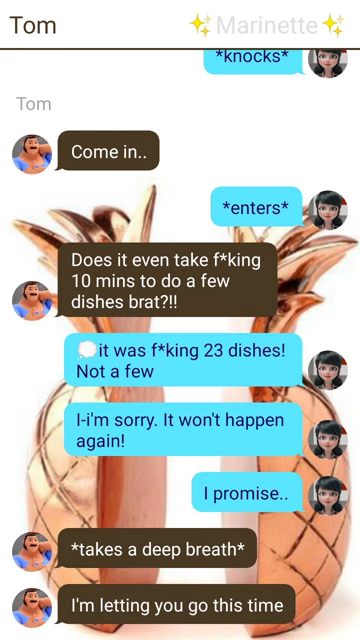 Tom
✨Marinette✨
*knocks*
Tom
Come in..
*enters*
Does it even take f*king
10 mins to do a few
dishes brat?!!
💭it was f*king 23 dishes!
Not a few
I-i'm sorry. It won't happen
again!
I promise..
*takes a deep breath*
I'm letting you go this time